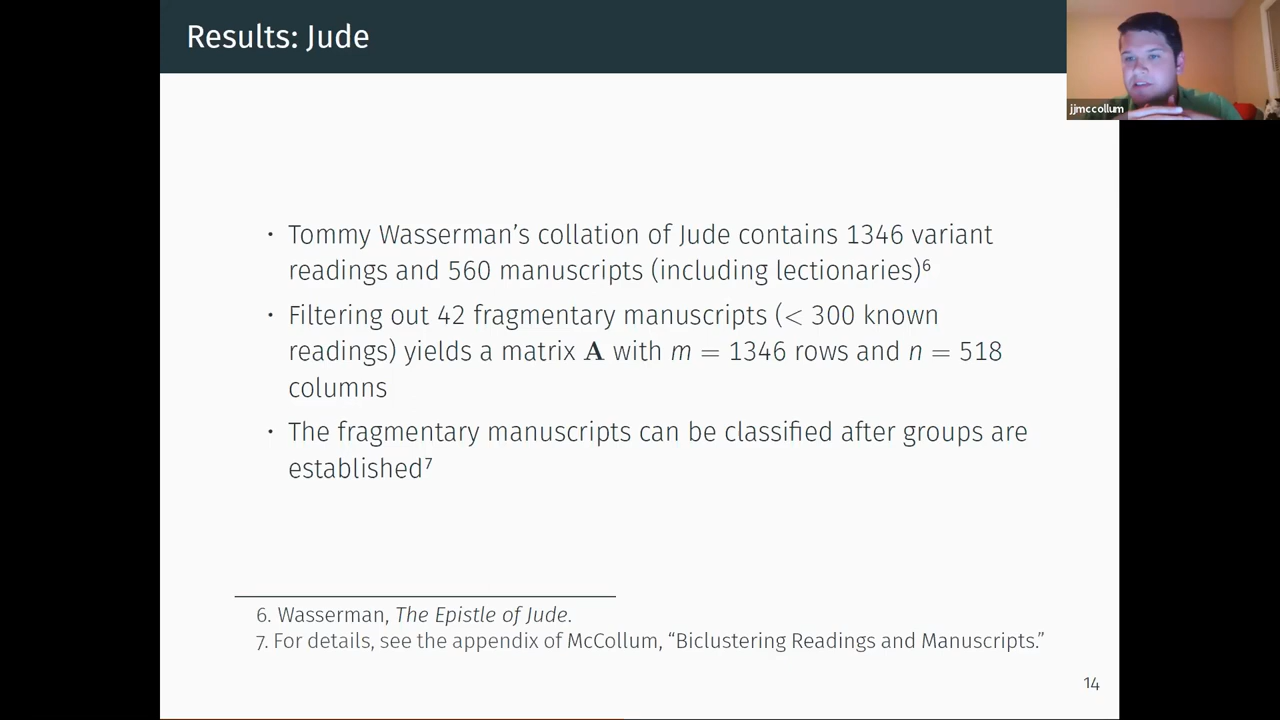 Results: Jude
jjmccollum
• Tommy Wasserman’s collation of Jude contains 1346 variant
readings and 560 manuscripts (including lectionaries)⁶
• Filtering out 42 fragmentary manuscripts (< 300 known
readings) yields a matrix A with m = 1346 rows and n = 518
columns
• The fragmentary manuscripts can be classified after groups are
established⁷
6. Wasserman, The Epistle of Jude.
7. For details, see the appendix of McCollum, “Biclustering Readings and Manuscripts.”
14